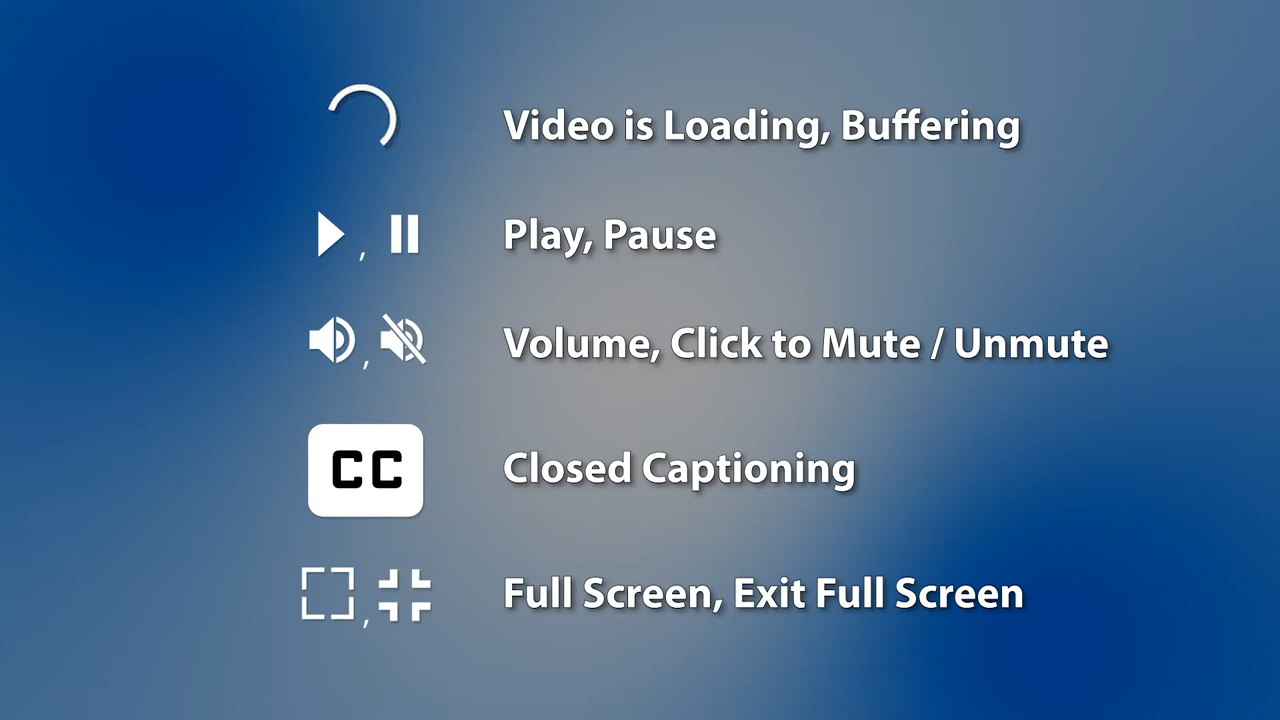 Video is Loading, Buffering
, Play, Pause
, Volume, Click to Mute / Unmute
CC Closed Captioning
, Full Screen, Exit Full Screen